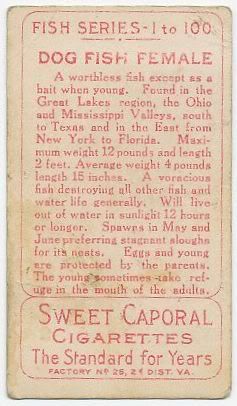 FISH SERIES-1 to 100
DOG FISH FEMALE
A worthless fish except as a
bait when young. Found in the
Great Lakes region, the Ohio
and Mississippi Valleys, south
to Texas and in the East from
New York to Florida. Maxi-
mum weight 12 pounds and length
2 feet. Average weight 4 pounds
length 15 inches. A voracious
fish destroying all other fish and
water life generally. Will live
out of water in sunlight 12 hours
or longer. Spawns in May and
June preferring stagnant sloughs
for its nests. Eggs and young
are protected by the parents.
The young sometimes take ref-
uge in the mouth of the adults.
SWEET CAPORAL
CIGARETTES
The Standard for Years
FACTORY No 25, 2d DIST. VA.